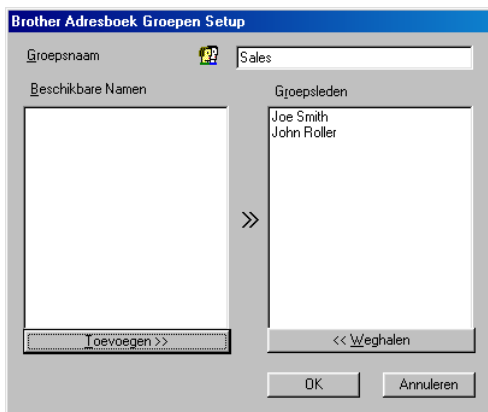 Brother Adresboek Groepen Setup
Groepsnaam
Sales
Beschikbare Namen
Groepsleden
Joe Smith
John Roller
»
Toevoegen >>
<< Weghalen
OK
Annuleren